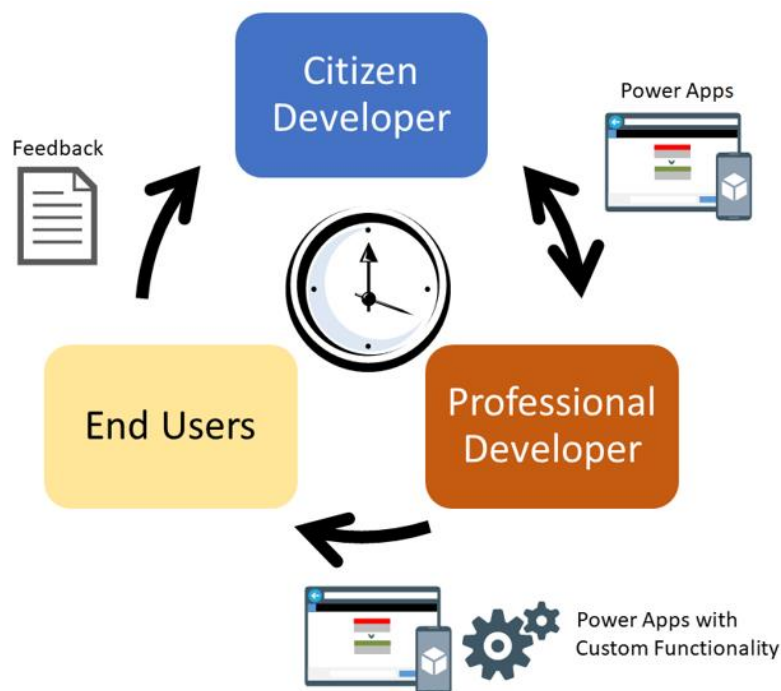 Citizen
Developer
Power Apps
Feedback
End Users
Professional
Developer
Power Apps with
Custom Functionality